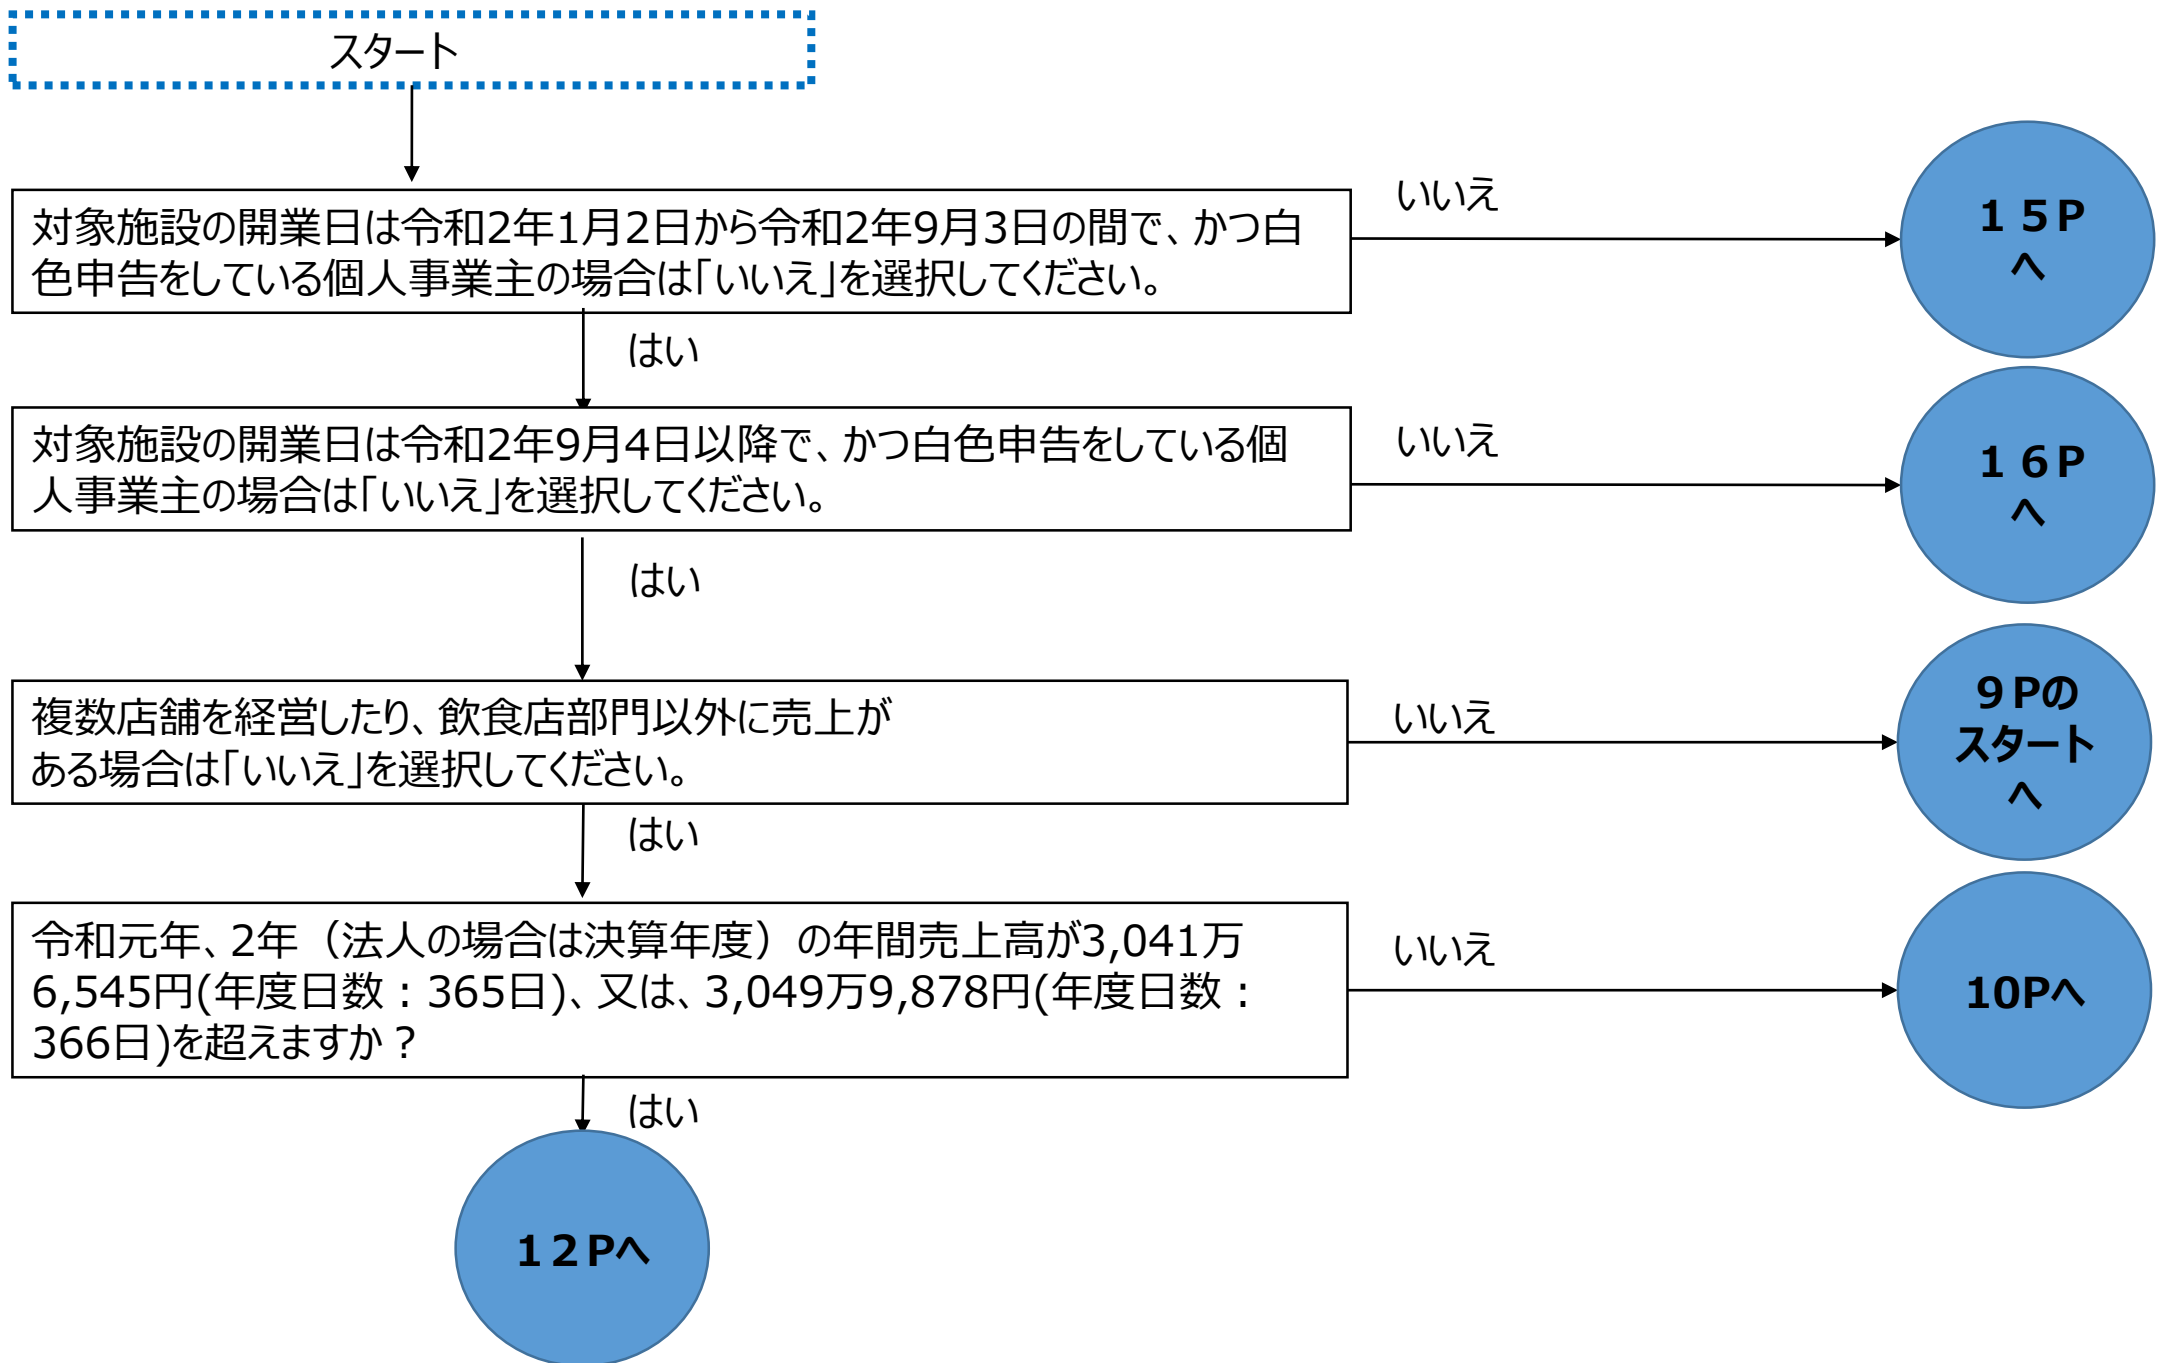 スタート
対象施設の開業日は令和2年1月2日から令和2年9月3日の間で、かつ白
色申告をしている個人事業主の場合は「いいえ」を選択してください。
いいえ
１５P
へ
はい
対象施設の開業日は令和2年9月4日以降で、かつ白色申告をしている個
人事業主の場合は「いいえ」を選択してください。
いいえ
１６P
へ
はい
複数店舗を経営したり、飲食店部門以外に売上が
ある場合は「いいえ」を選択してください。
いいえ
９Pの
スタート
へ
はい
令和元年、2年（法人の場合は決算年度）の年間売上高が3,041万
6,545円(年度日数：365日)、又は、3,049万9,878円(年度日数：
366日)を超えますか？
いいえ
10Pへ
はい
１２Pへ